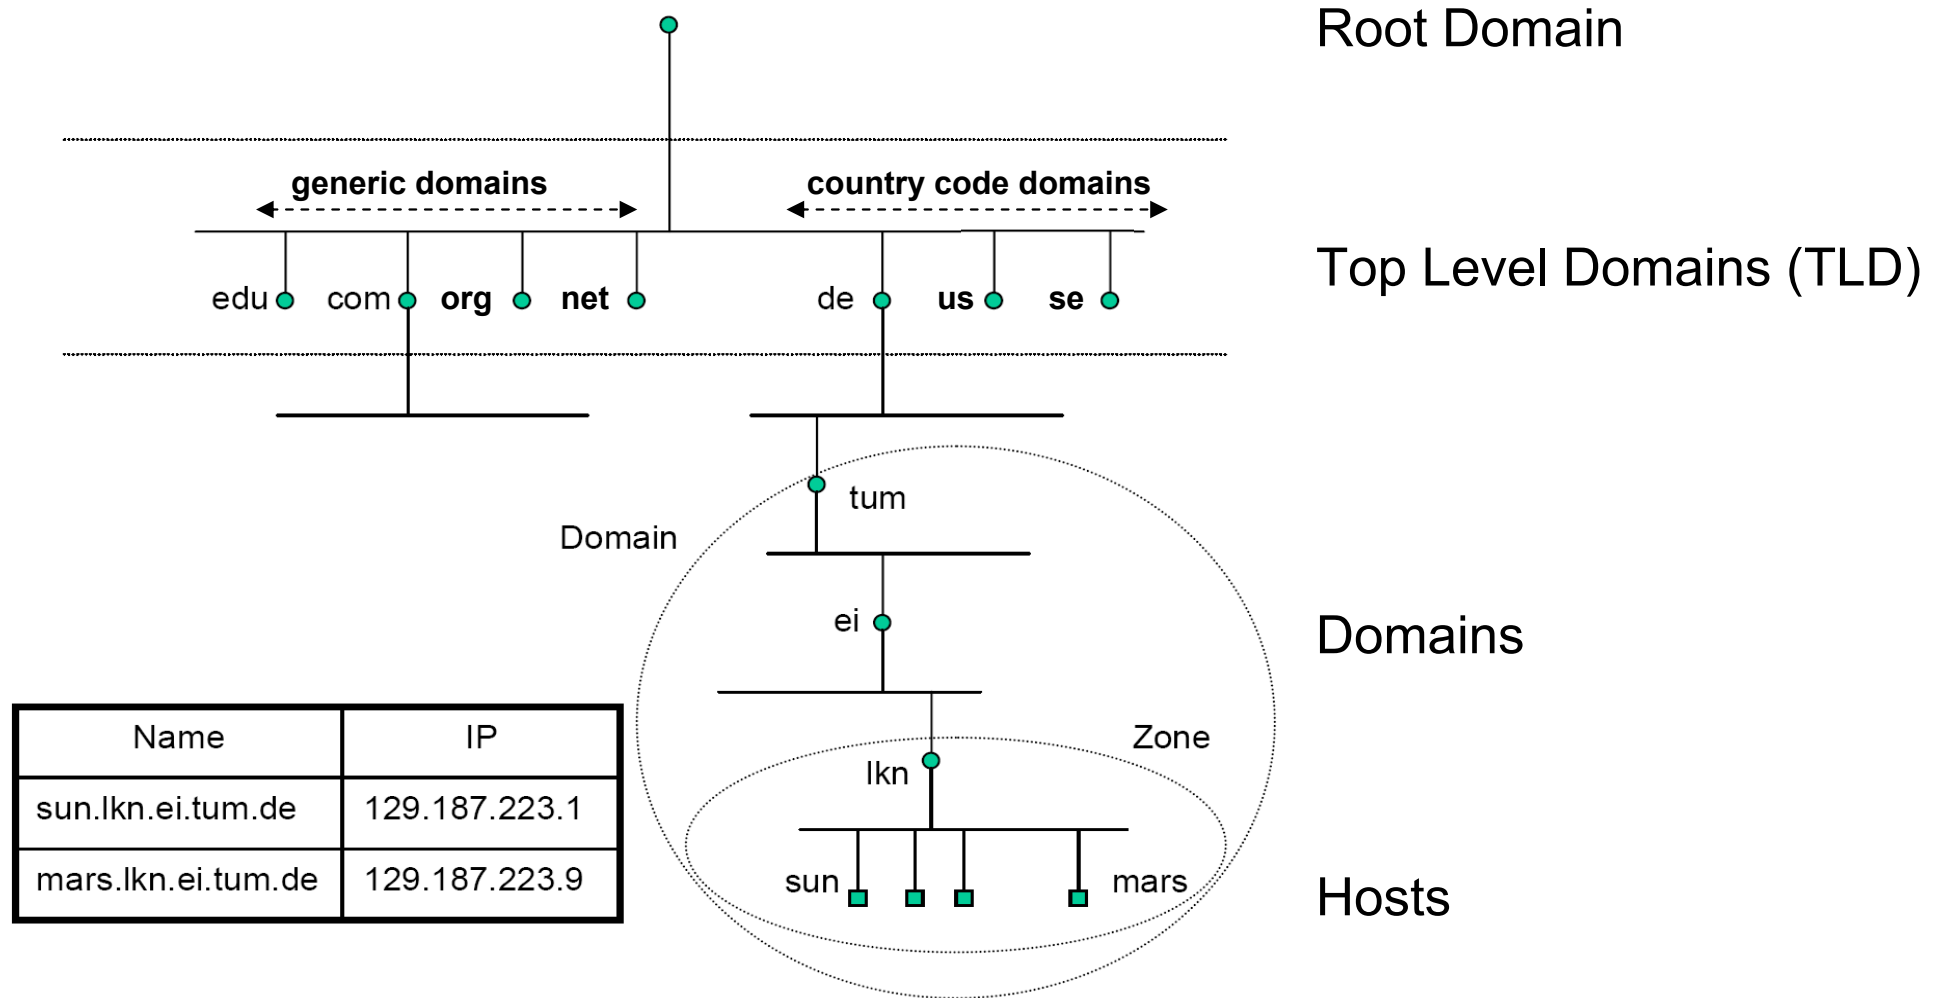 Root Domain
generic domains
country code domains
Top Level Domains (TLD)
edu com org net de us se
tum
Domain
ei
Domains
Zone
lkn
Name IP
sun.lkn.ei.tum.de 129.187.223.1
mars.lkn.ei.tum.de 129.187.223.9
sun mars
Hosts